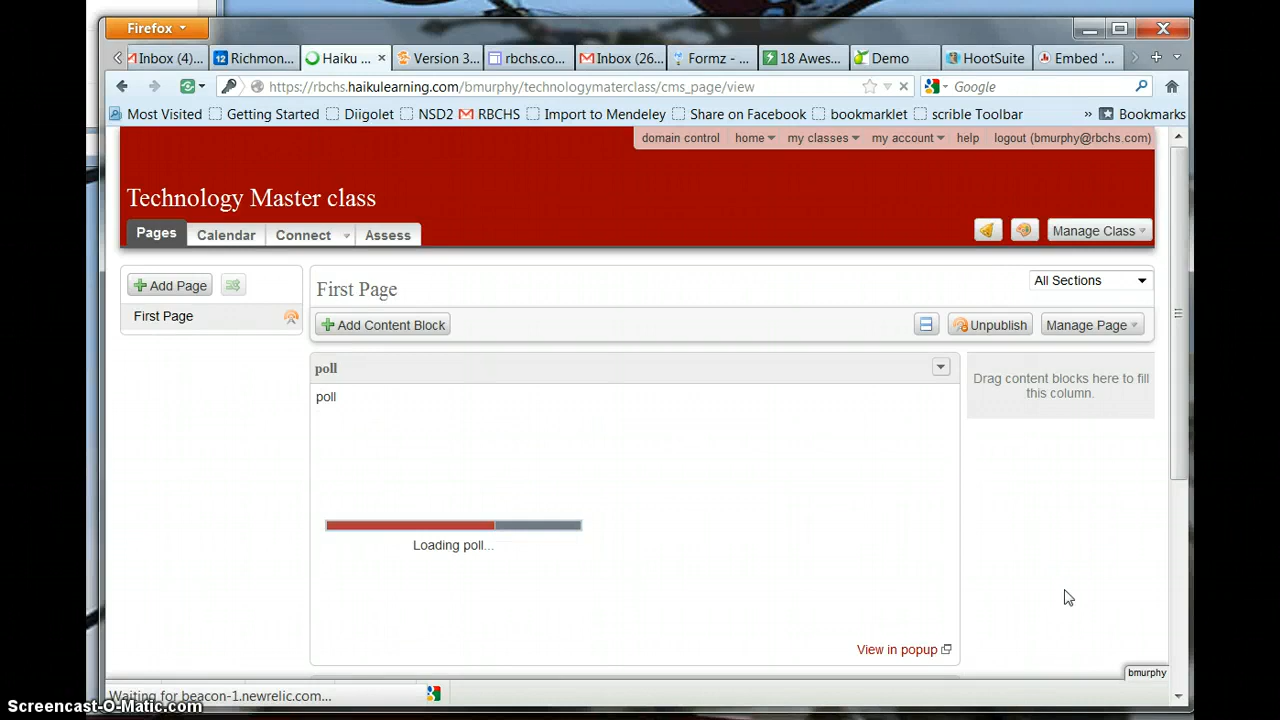 Firefox
Inbox (4)...
12 Richmon...
Haiku ...
Version 3...
rbchs.co...
Inbox (26...
Formz - ...
18 Awes...
Demo
HootSuite
Embed '...
https://rbchs.haikulearning.com/bmurphy/technologymaterclass/cms_page/view
Google
Most Visited
Getting Started
Diigolet
NSD2
RBCHS
Import to Mendeley
Share on Facebook
bookmarklet
scrible Toolbar
»
Bookmarks
domain control
home
my classes
my account
help
logout (bmurphy@rbchs.com)
Technology Master class
Pages
Calendar
Connect
Assess
Manage Class
Add Page
First Page
All Sections
First Page
Add Content Block
Unpublish
Manage Page
poll
Drag content blocks here to fill
this column.
poll
Loading poll...
View in popup
bmurphy
Waiting for beacon-1.newrelic.com...
Screencast-O-Matic.com